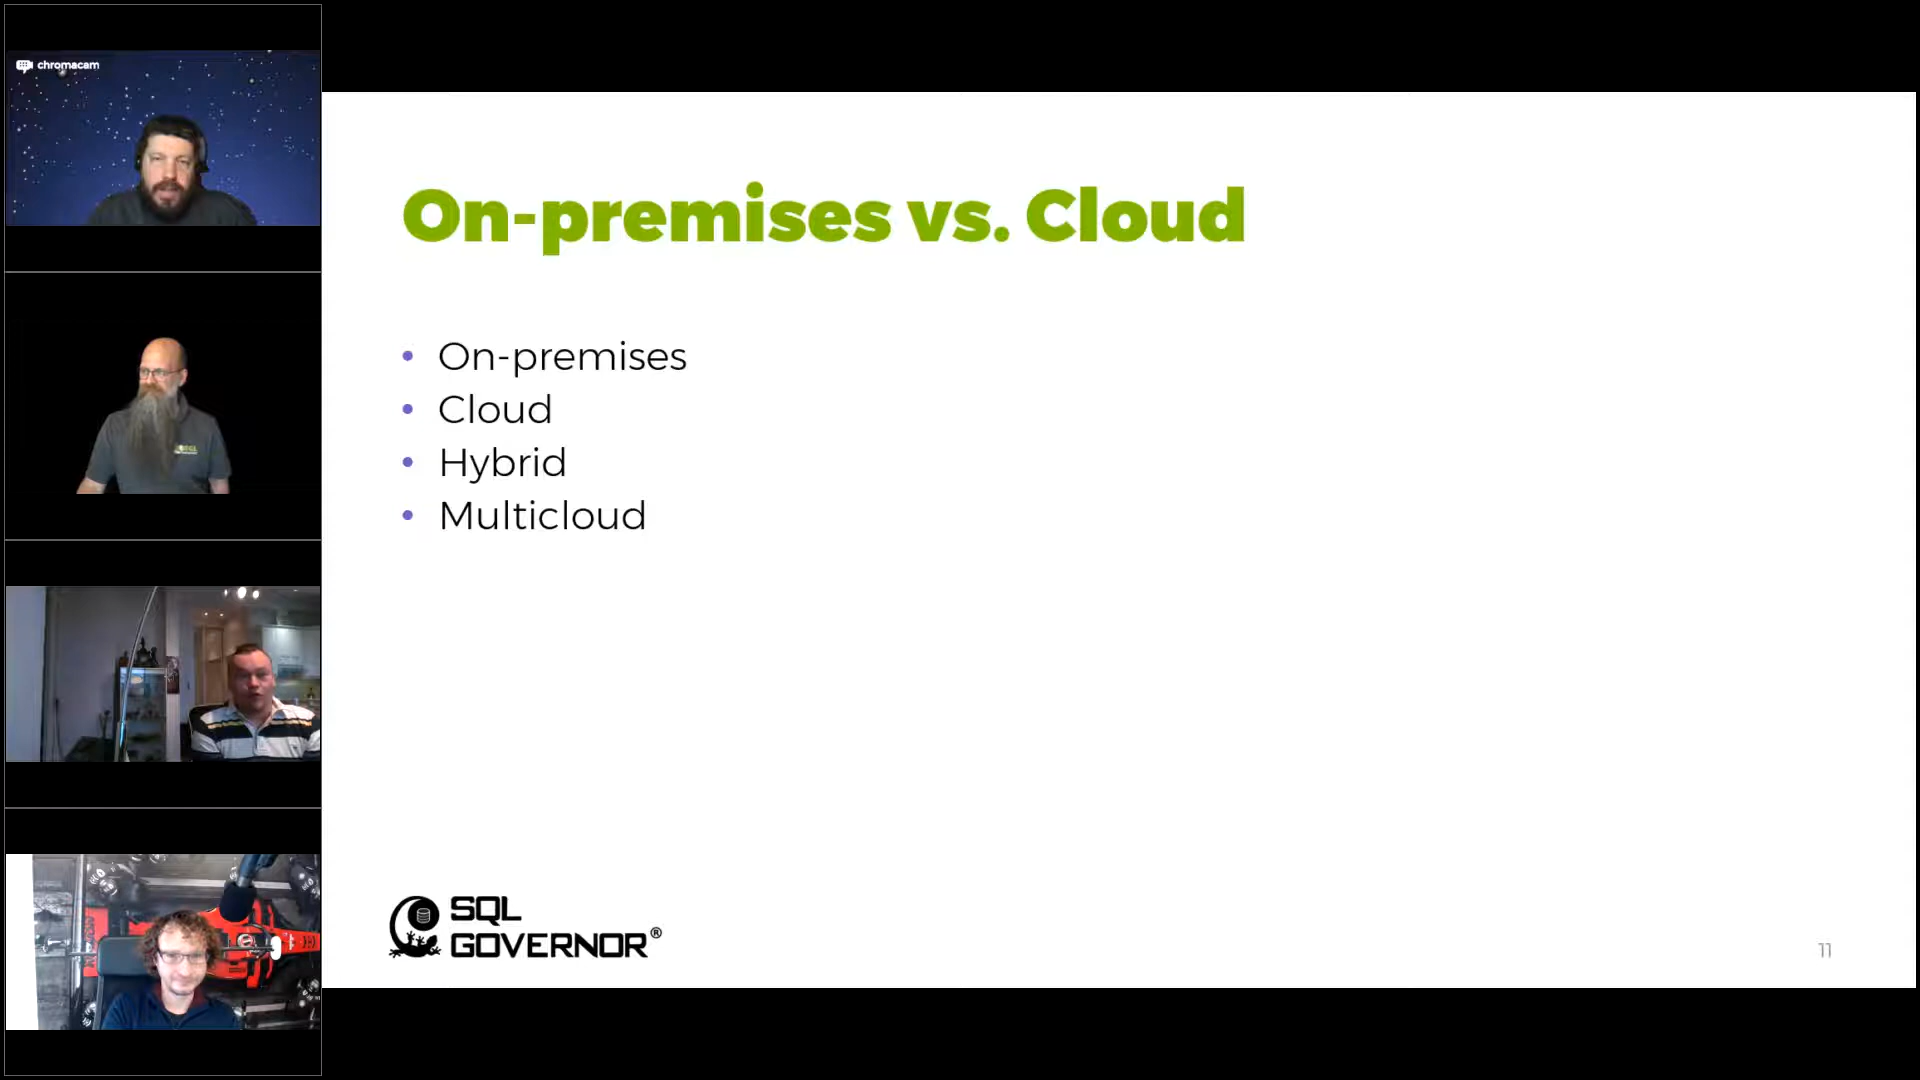 chromacam
On-premises vs. Cloud
• On-premises
• Cloud
• Hybrid
• Multicloud
SQL
GOVERNOR®
11